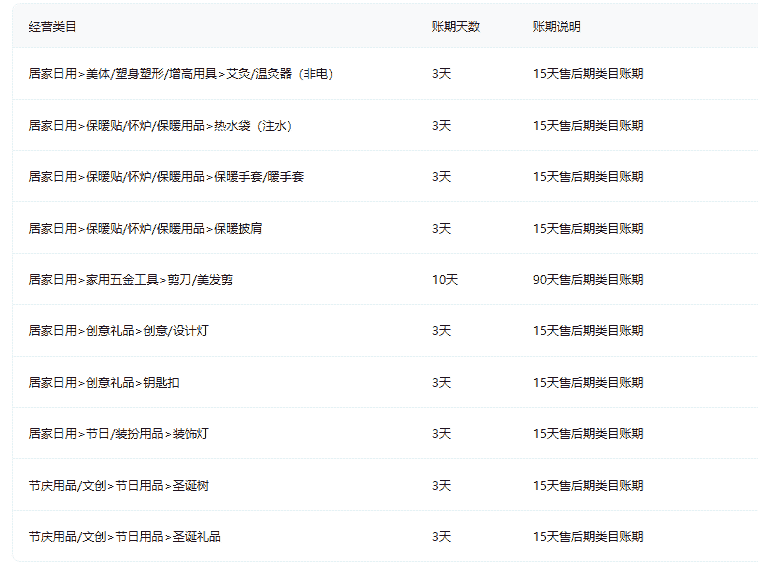 经营类目 账期天数 账期说明
居家日用>美体/塑身塑形/增高用具>艾灸/温灸器（非电） 3天 15天售后期类目账期
居家日用>保暖贴/怀炉/保暖用品>热水袋（注水） 3天 15天售后期类目账期
居家日用>保暖贴/怀炉/保暖用品>保暖手套/暖手套 3天 15天售后期类目账期
居家日用>保暖贴/怀炉/保暖用品>保暖披肩 3天 15天售后期类目账期
居家日用>家用五金工具>剪刀/美发剪 10天 90天售后期类目账期
居家日用>创意礼品>创意/设计灯 3天 15天售后期类目账期
居家日用>创意礼品>钥匙扣 3天 15天售后期类目账期
居家日用>节日/装扮用品>装饰灯 3天 15天售后期类目账期
节庆用品/文创>节日用品>圣诞树 3天 15天售后期类目账期
节庆用品/文创>节日用品>圣诞礼品 3天 15天售后期类目账期